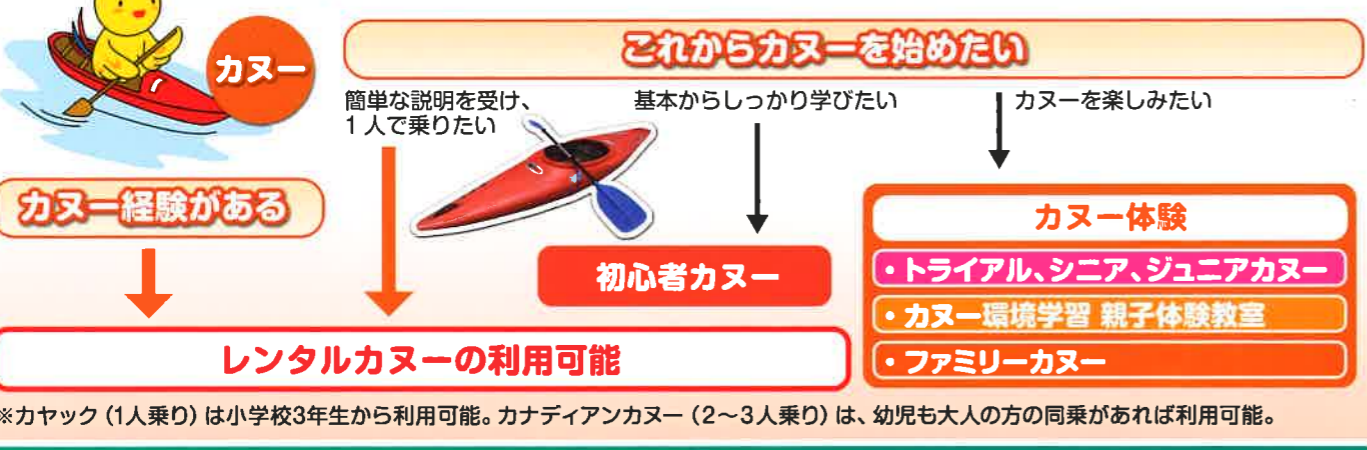 カヌー
これからカヌーを始めたい
簡単な説明を受け、
1人で乗りたい
基本からしっかり学びたい
カヌーを楽しみたい
カヌー経験がある
初心者カヌー
カヌー体験
・トライアル、シニア、ジュニアカヌー
・カヌー環境学習 親子体験教室
・ファミリーカヌー
レンタルカヌーの利用可能
※カヤック（1人乗り）は小学校3年生から利用可能。カナディアンカヌー（2～3人乗り）は、幼児も大人の方の同乗があれば利用可能。